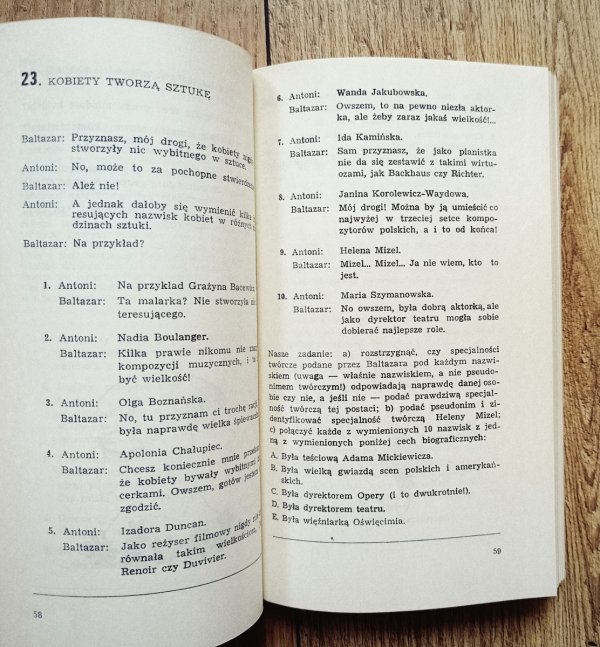 23. KOBIETY TWORZĄ SZTUKĘ
Baltazar: Przyznasz, mój drogi, że kobiety
stworzyły nic wybitnego w sztuce.
Antoni: No, może to za pochopne
Baltazar: Ależ nie!
Antoni: A jednak dałoby się wymienić kilka
resujących nazwisk kobiet w różnych
dzinach sztuki.
Baltazar: Na przykład?
1. Antoni: Na przykład Grażyna
Baltazar: Ta malarka? Nie stworzyła
teresującego.
2. Antoni: Nadia Boulanger.
Baltazar: Kilka prawie nikomu nie
kompozycji muzycznych, i
być wielkość!
3. Antoni: Olga Boznańska.
Baltazar: No, tu przyznam ci trochę
była naprawdę wielka
4. Antoni: Apolonia Chałupiec.
Baltazar: Chcesz koniecznie mnie
że kobiety bywały
cerkami. Owszem, gotów
zgodzić.
5. Antoni: Izadora Duncan.
Baltazar: Jako reżyser filmowy nigdy nie
równała takim wielkościom,
Renoir czy Duvivier.
58
6. Antoni: Wanda Jakubowska.
Baltazar: Owszem, to na pewno niezła aktor-
ka, ale żeby zaraz jakaś wielkość!...
7. Antoni: Ida Kamińska.
Baltazar: Sam przyznasz, że jako pianistka
nie da się zestawić z takimi wirtu-
ozami, jak Backhaus czy Richter.
8. Antoni: Janina Korolewicz-Waydowa.
Baltazar: Mój drogi! Można by ją umieścić co
najwyżej w trzeciej setce kompo-
zytorów polskich, a i to od końca!
9. Antoni: Helena Mizel.
Baltazar: Mizel... Mizel... Ja nie wiem, kto to
jest.
10. Antoni: Maria Szymanowska.
Baltazar: No owszem, była dobrą aktorką, ale
jako dyrektor teatru mogła sobie
dobierać najlepsze role.
Nasze zadanie: a) rozstrzygnąć, czy specjalności
twórcze podane przez Baltazara pod każdym nazwi-
skiem (uwaga — właśnie nazwiskiem, a nie pseudo-
nimem twórczym!) odpowiadają naprawdę danej oso-
bie czy nie, a jeśli nie — podać prawdziwą specjal-
ność twórczą tej postaci; b) podać pseudonim i zi-
dentyfikować specjalność twórczą Heleny Mizel;
c) połączyć każde z wymienionych 10 nazwisk z jed-
ną z wymienionych poniżej cech biograficznych:
A. Była teściową Adama Mickiewicza.
B. Była wielką gwiazdą scen polskich i amerykań-
skich.
C. Była dyrektorem Opery (i to dwukrotnie!).
D. Była dyrektorem teatru.
E. Była więźniarką Oświęcimia.
59